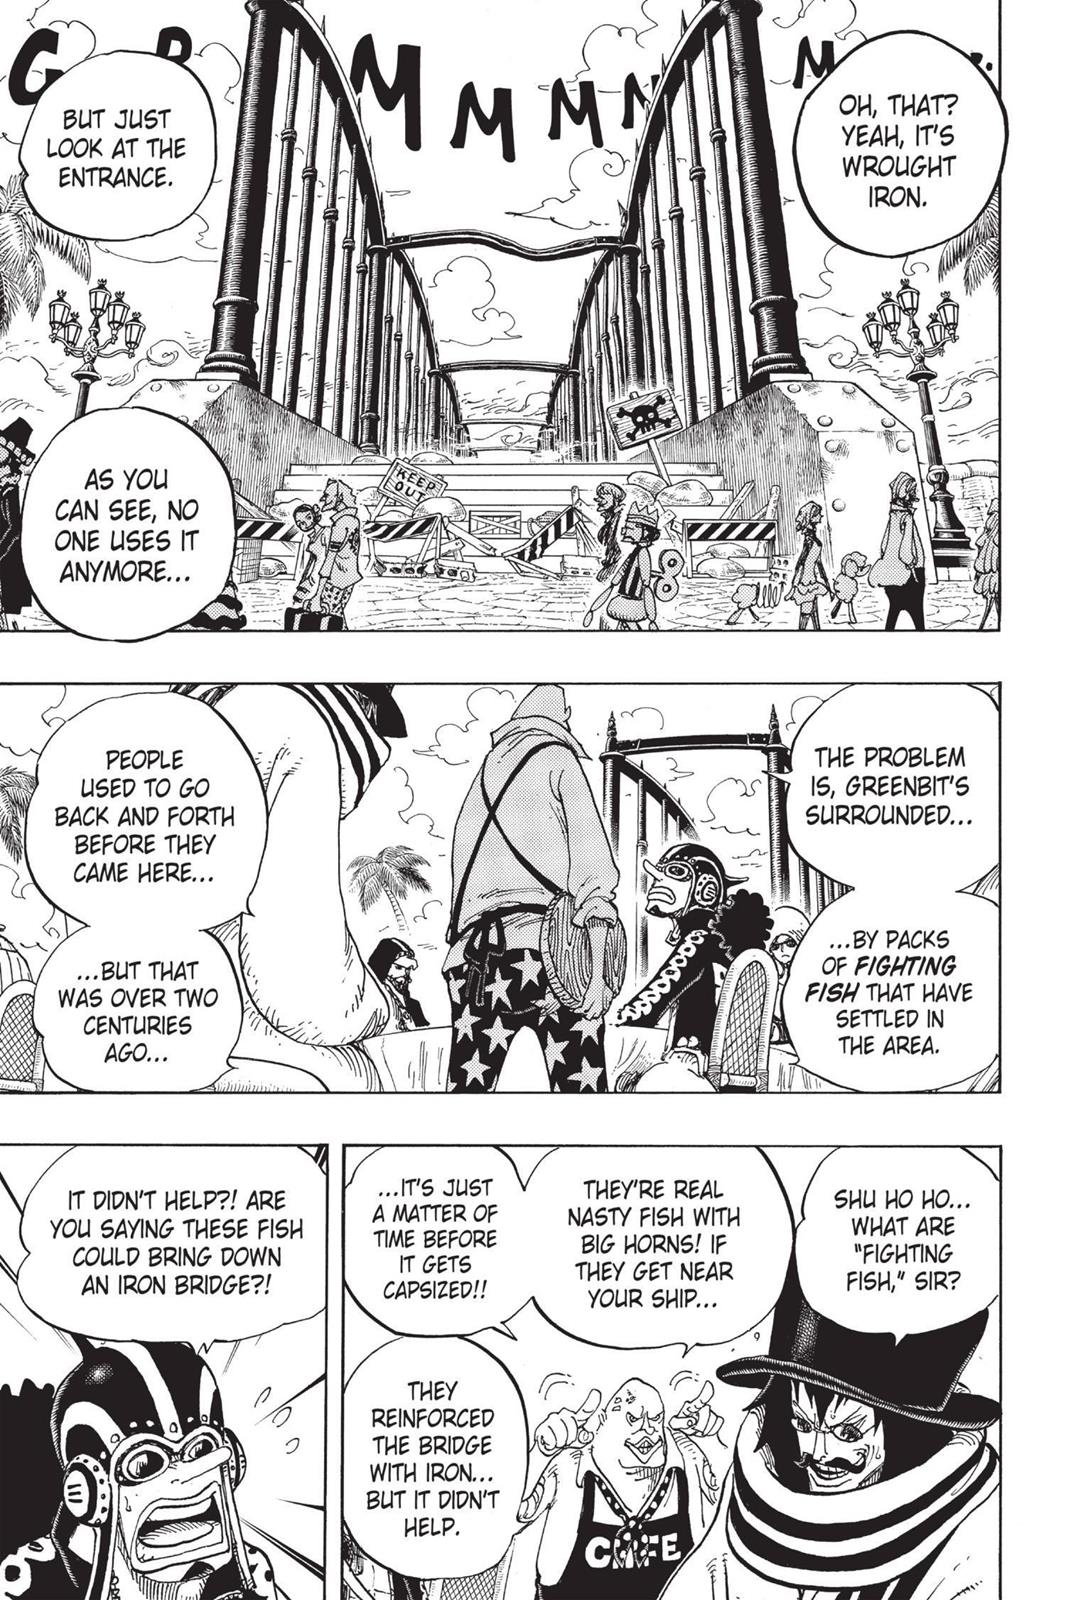 GRMMMMM..
OH, THAT?
YEAH, IT'S
WROUGHT
IRON.
BUT JUST
LOOK AT THE
ENTRANCE.
AS YOU
CAN SEE, NO
ONE USES IT
ANYMORE...
KEEP
OUT
THE PROBLEM
IS, GREENBIT'S
SURROUNDED...
...BY PACKS
OF FIGHTING
FISH THAT HAVE
SETTLED IN
THE AREA.
PEOPLE
USED TO GO
BACK AND FORTH
BEFORE THEY
CAME HERE...
...BUT THAT
WAS OVER TWO
CENTURIES
AGO...
SHU HO HO...
WHAT ARE
"FIGHTING
FISH," SIR?
THEY'RE REAL
NASTY FISH WITH
BIG HORNS! IF
THEY GET NEAR
YOUR SHIP...
...IT'S JUST
A MATTER OF
TIME BEFORE
IT GETS
CAPSIZED!!
THEY
REINFORCED
THE BRIDGE
WITH IRON...
BUT IT DIDN'T
HELP.
CAFE
IT DIDN'T HELP?! ARE
YOU SAYING THESE FISH
COULD BRING DOWN
AN IRON BRIDGE?!